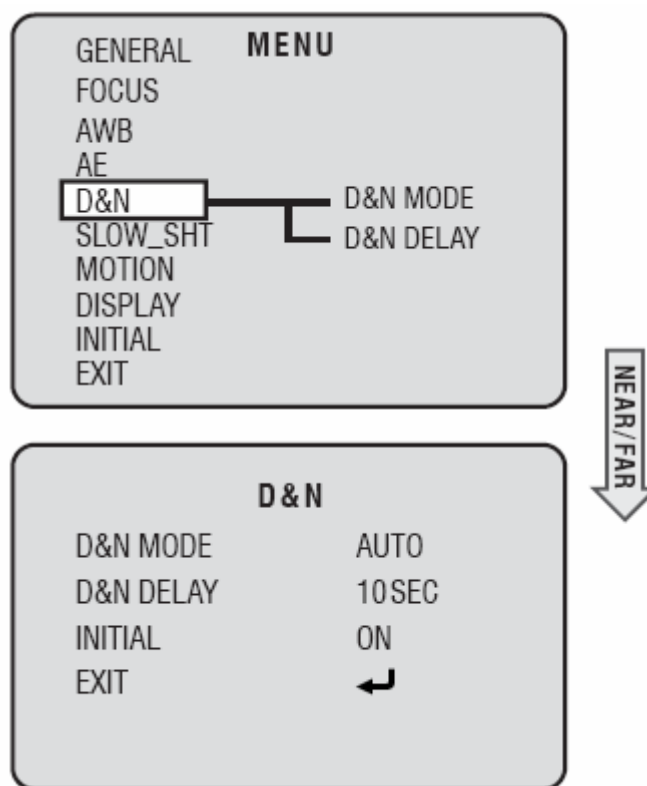 MENU
GENERAL
FOCUS
AWB
AE
D&N D&N MODE
SLOW_SHT D&N DELAY
MOTION
DISPLAY
INITIAL
EXIT
NEAR/FAR
D&N
D&N MODE AUTO
D&N DELAY 10SEC
INITIAL ON
EXIT ↵